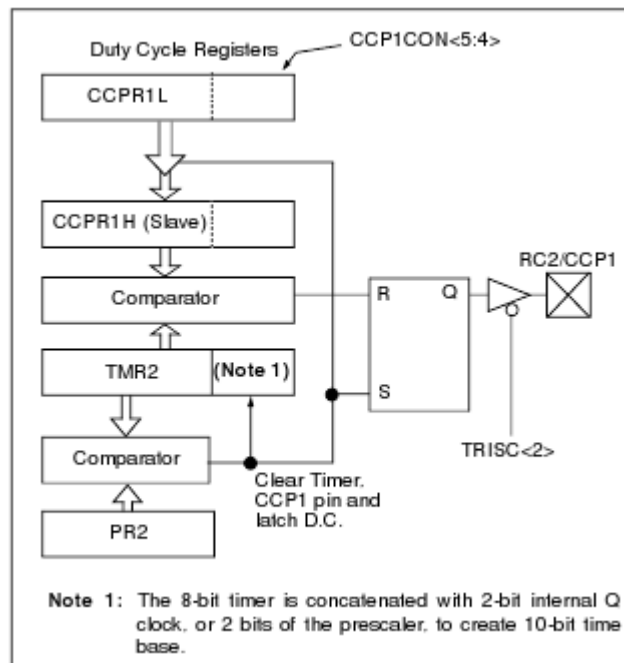 Duty Cycle Registers
CCP1CON<5:4>
CCPR1L
CCPR1H (Slave)
Comparator
TMR2
(Note 1)
Comparator
PR2
R
Q
S
RC2/CCP1
TRISC<2>
Clear Timer,
CCP1 pin and
latch D.C.
Note 1: The 8-bit timer is concatenated with 2-bit internal Q
clock, or 2 bits of the prescaler, to create 10-bit time
base.